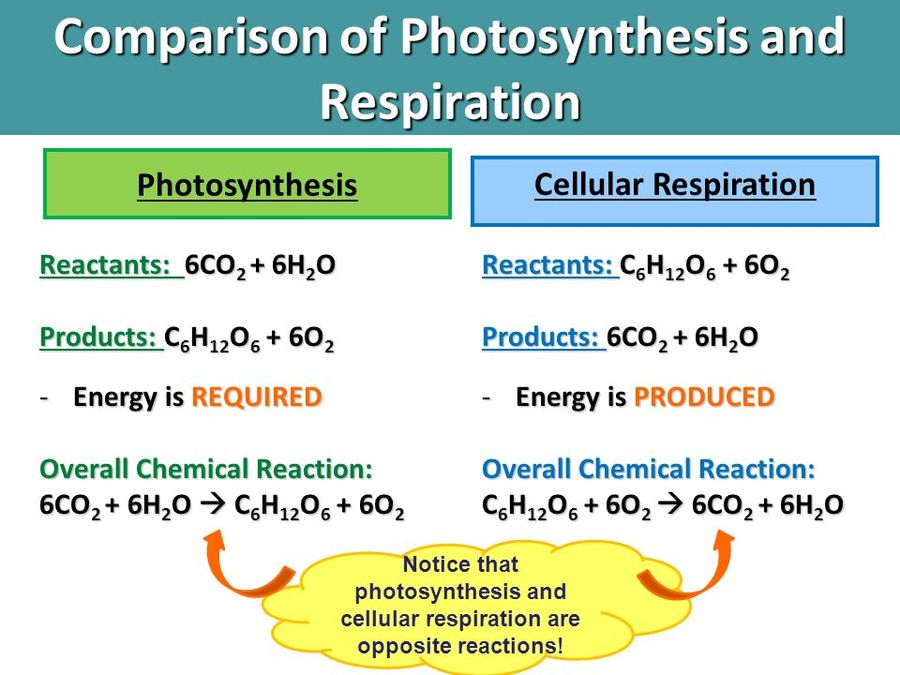 Comparison of Photosynthesis and
Respiration
Photosynthesis
Reactants: 6CO₂ + 6H₂O
Products: C₆H₁₂O₆ + 6O₂
- Energy is REQUIRED
Overall Chemical Reaction:
6CO₂ + 6H₂O → C₆H₁₂O₆ + 6O₂
Cellular Respiration
Reactants: C₆H₁₂O₆ + 6O₂
Products: 6CO₂ + 6H₂O
- Energy is PRODUCED
Overall Chemical Reaction:
C₆H₁₂O₆ + 6O₂ → 6CO₂ + 6H₂O
Notice that
photosynthesis and
cellular respiration are
opposite reactions!